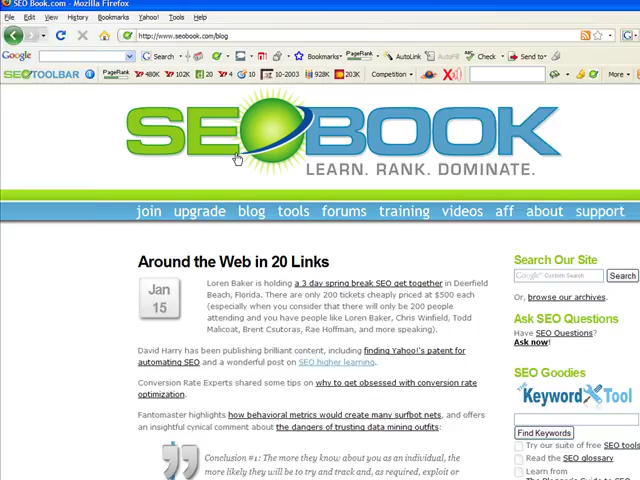 SEO Book.com - Mozilla Firefox
File Edit View History Bookmarks Yahoo! Tools Help
http://www.seobook.com/blog
Google Search PageRank Bookmarks AutoLink AutoFill Check Send to
SEO TOOLBAR PageRank 480K 102K 20 4 10 10-2003 928K 203K Competition More
SEOBOOK
LEARN. RANK. DOMINATE.
join upgrade blog tools forums training videos aff about support
Around the Web in 20 Links
Jan
15
Loren Baker is holding a 3 day spring break SEO get together in Deerfield
Beach, Florida. There are only 200 tickets cheaply priced at $500 each
(especially when you consider that there will only be 200 people
attending and you have people like Loren Baker, Chris Winfield, Todd
Malicoat, Brent Csutoras, Rae Hoffman, and more speaking).
David Harry has been publishing brilliant content, including finding Yahoo!'s patent for
automating SEO and a wonderful post on SEO higher learning.
Conversion Rate Experts shared some tips on why to get obsessed with conversion rate
optimization.
Fantomaster highlights how behavioral metrics would create many surfbot nets, and offers
an insightful cynical comment about the dangers of trusting data mining outfits:
Conclusion #1: The more they know about you as an individual, the
more likely they will be to try and track and, as required, exploit or
Search Our Site
Google Custom Search Search
Or, browse our archives.
Ask SEO Questions
Have SEO Questions?
Ask now!
SEO Goodies
The Keyword Tool
Find Keywords
Try our suite of free SEO tools
Read the SEO glossary
Learn from